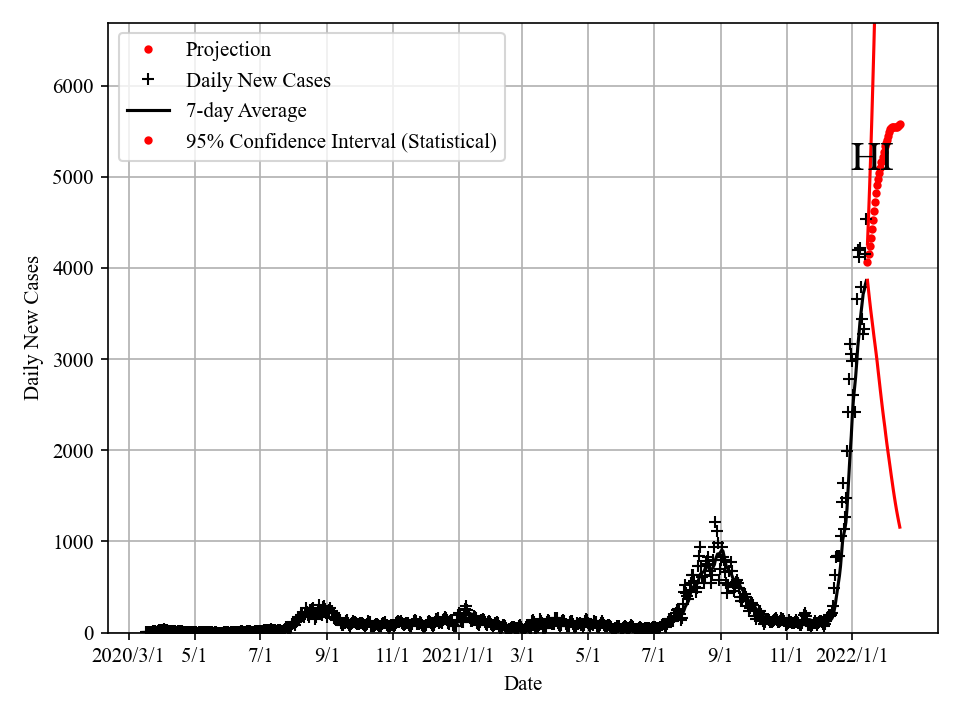 Projection
Daily New Cases
7-day Average
95% Confidence Interval (Statistical)
HI
Daily New Cases
6000
5000
4000
3000
2000
1000
0
2020/3/1 5/1 7/1 9/1 11/1 2021/1/1 3/1 5/1 7/1 9/1 11/1 2022/1/1
Date